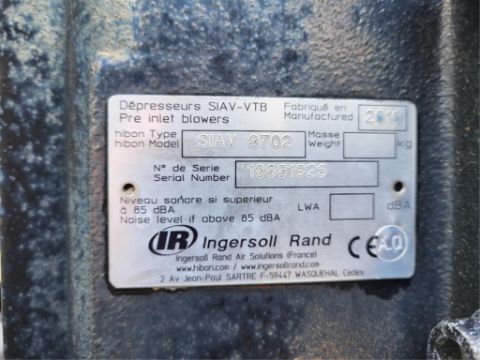 Dépresseurs SIAV-VTB
Pre inlet blowers
Fabriqué en
Manufactured
hibon Type
hibon Model
SIAV 8702
Masse
Weight
kg
N° de Serie
Serial Number
Niveau sonore si superieur
à 85 dBA
Noise level if above 85 dBA
LWA
dBA
IR Ingersoll Rand
Ingersoll Rand Air Solutions (France)
www.hibon.com / www.ingersollrand.com
2 Av Jean-Paul SARTRE F-59447 WASQUEHAL Cedex
CE
A.O